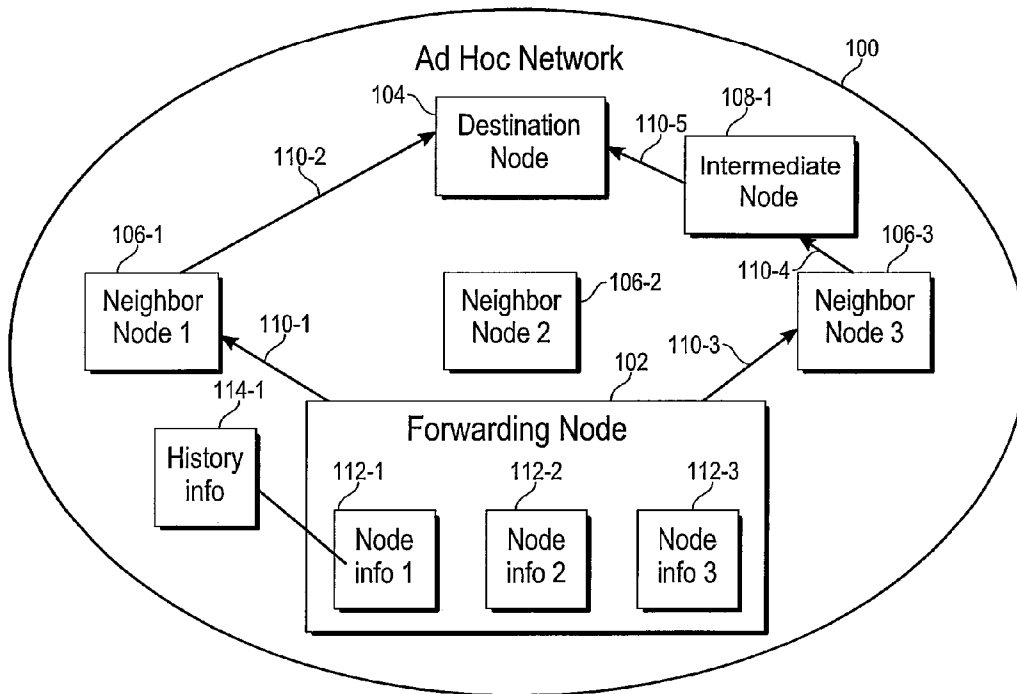 Ad Hoc Network
100
104
108-1
Destination
Node
110-5
110-2
Intermediate
Node
106-1
106-3
110-4
Neighbor
Node 1
Neighbor
Node 2
106-2
Neighbor
Node 3
110-1
110-3
102
114-1
Forwarding Node
History
info
112-1
112-2
112-3
Node
info 1
Node
info 2
Node
info 3